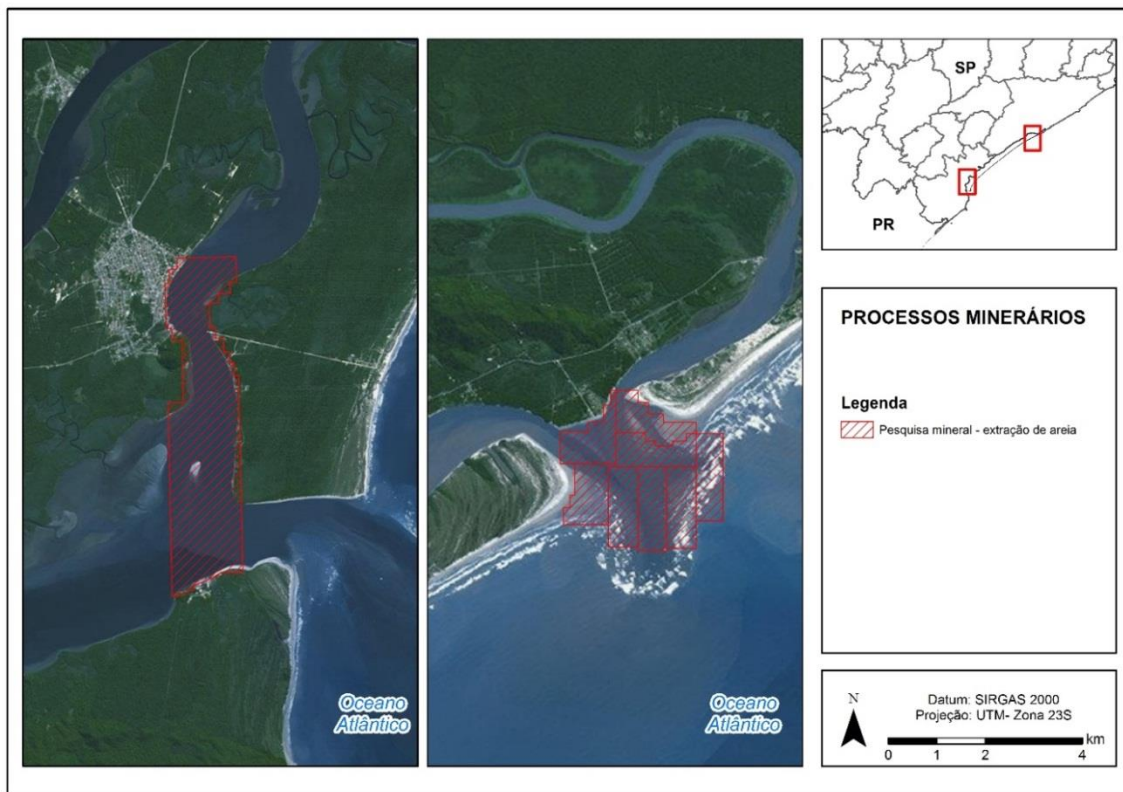 Oceano
Atlântico
Oceano
Atlântico
SP
PR
PROCESSOS MINERÁRIOS
Legenda
Pesquisa mineral - extração de areia
N
Datum: SIRGAS 2000
Projeção: UTM- Zona 23S
km
0 1 2 4